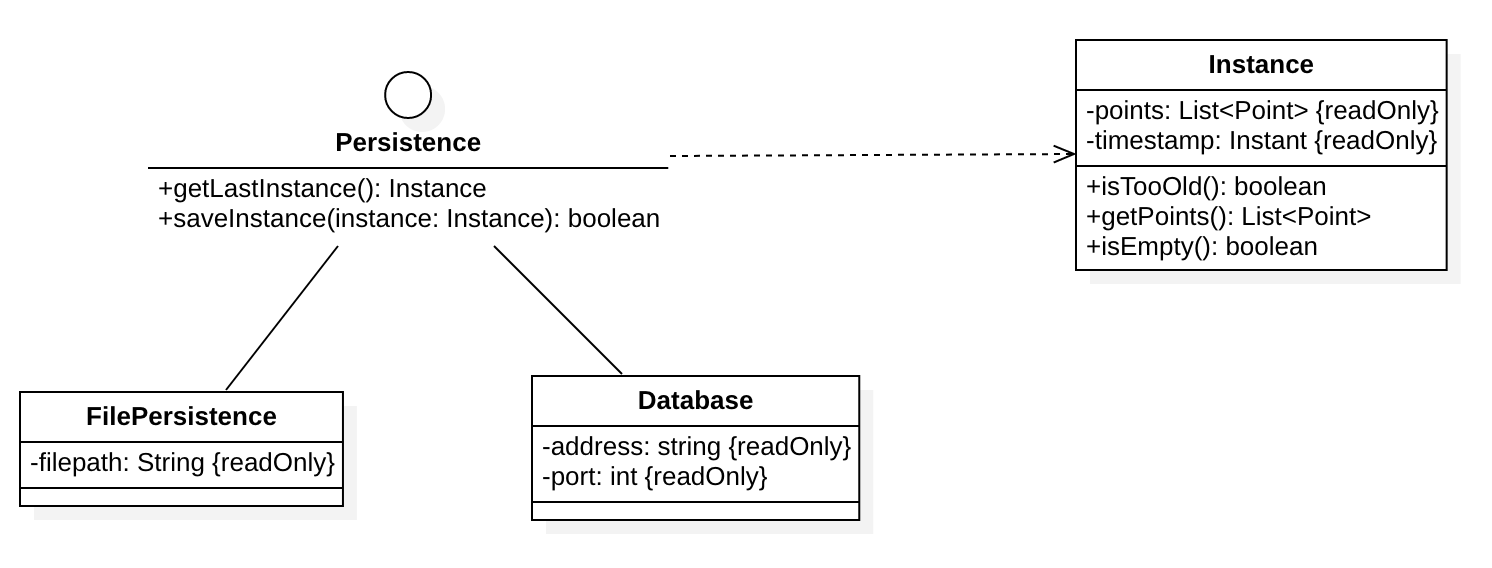 Persistence
+getLastInstance(): Instance
+saveInstance(instance: Instance): boolean
Instance
-points: List<Point> {readOnly}
-timestamp: Instant {readOnly}
+isTooOld(): boolean
+getPoints(): List<Point>
+isEmpty(): boolean
FilePersistence
-filepath: String {readOnly}
Database
-address: string {readOnly}
-port: int {readOnly}